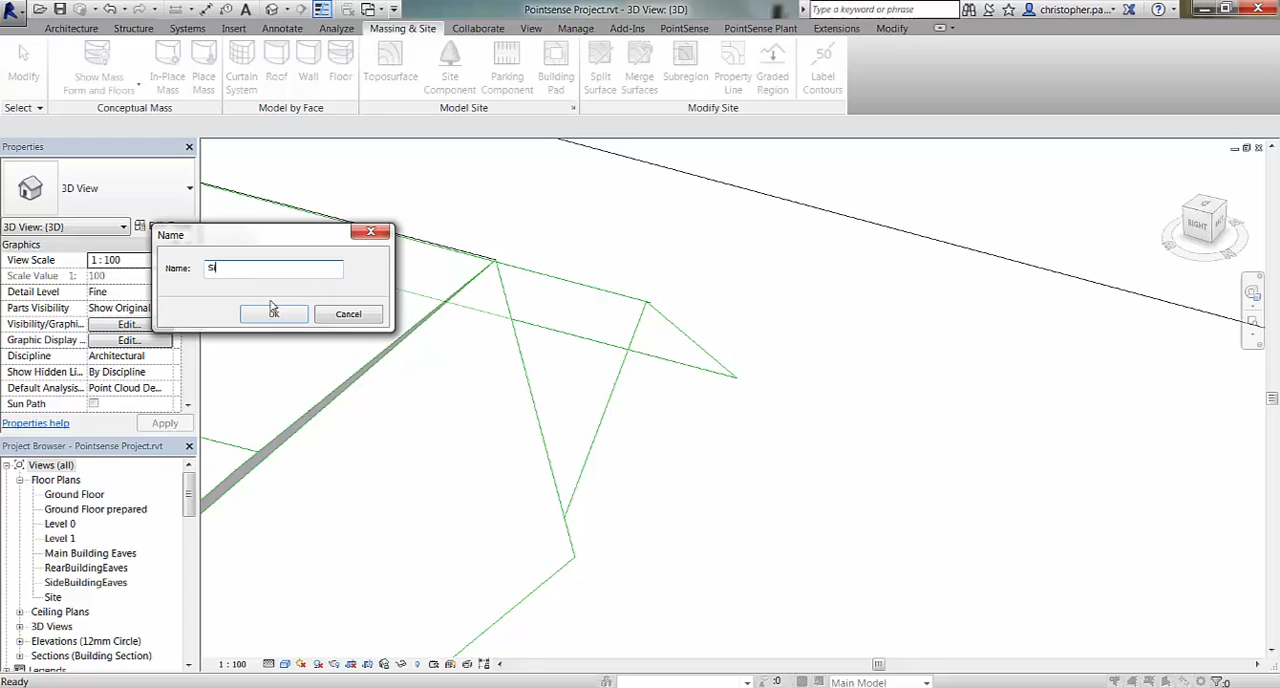 Pointsense Project.rvt - 3D View: {3D}
Type a keyword or phrase
christopher.pa...
Architecture Structure Systems Insert Annotate Analyze Massing & Site Collaborate View Manage Add-Ins PointSense PointSense Plant Extensions Modify
Modify
Show Mass
Form and Floors
In-Place
Mass
Place
Mass
Curtain
System
Roof
Wall
Floor
Toposurface
Site
Component
Parking
Component
Building
Pad
Split
Surface
Merge
Surfaces
Subregion
Property
Line
Graded
Region
Label
Contours
Select
Conceptual Mass
Model by Face
Model Site
Modify Site
Properties
3D View
3D View: {3D}
Graphics
View Scale 1 : 100
Scale Value 1: 100
Detail Level Fine
Parts Visibility Show Original
Visibility/Graphi... Edit...
Graphic Display ... Edit...
Discipline Architectural
Show Hidden Li... By Discipline
Default Analysis... Point Cloud De...
Sun Path
Properties help
Apply
Name
Name:
Si
OK
Cancel
RIGHT
Project Browser - Pointsense Project.rvt
Views (all)
Floor Plans
Ground Floor
Ground Floor prepared
Level 0
Level 1
Main Building Eaves
RearBuildingEaves
SideBuildingEaves
Site
Ceiling Plans
3D Views
Elevations (12mm Circle)
Sections (Building Section)
Legends
1 : 100
Ready
:0
Main Model
:0